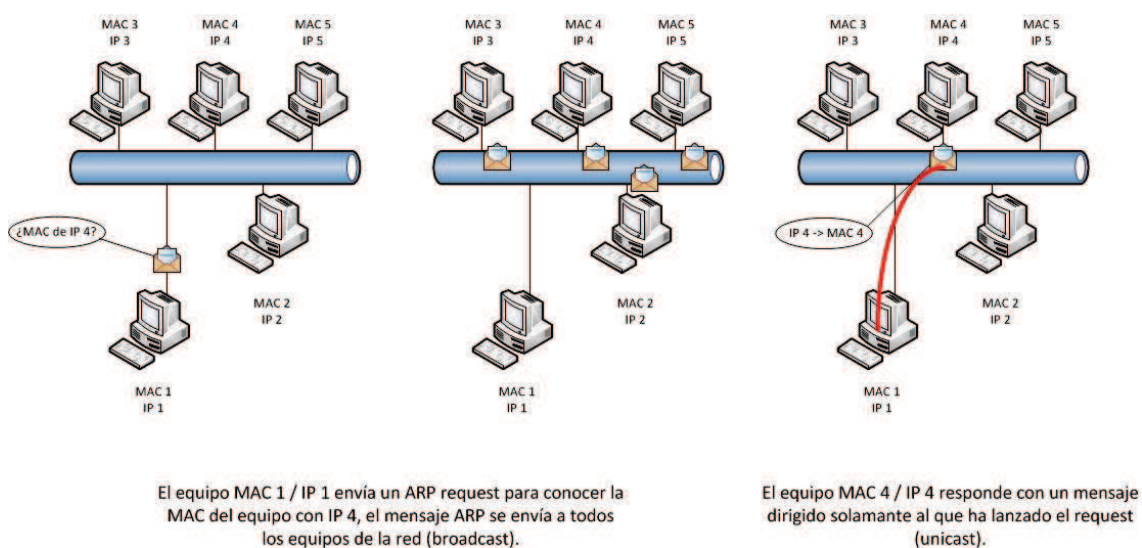 MAC 3
IP 3
MAC 4
IP 4
MAC 5
IP 5
¿MAC de IP 4?
MAC 2
IP 2
MAC 1
IP 1
MAC 3
IP 3
MAC 4
IP 4
MAC 5
IP 5
MAC 2
IP 2
MAC 1
IP 1
MAC 3
IP 3
MAC 4
IP 4
MAC 5
IP 5
IP 4 -> MAC 4
MAC 2
IP 2
MAC 1
IP 1
El equipo MAC 1 / IP 1 envía un ARP request para conocer la
MAC del equipo con IP 4, el mensaje ARP se envía a todos
los equipos de la red (broadcast).
El equipo MAC 4 / IP 4 responde con un mensaje
dirigido solamante al que ha lanzado el request
(unicast).